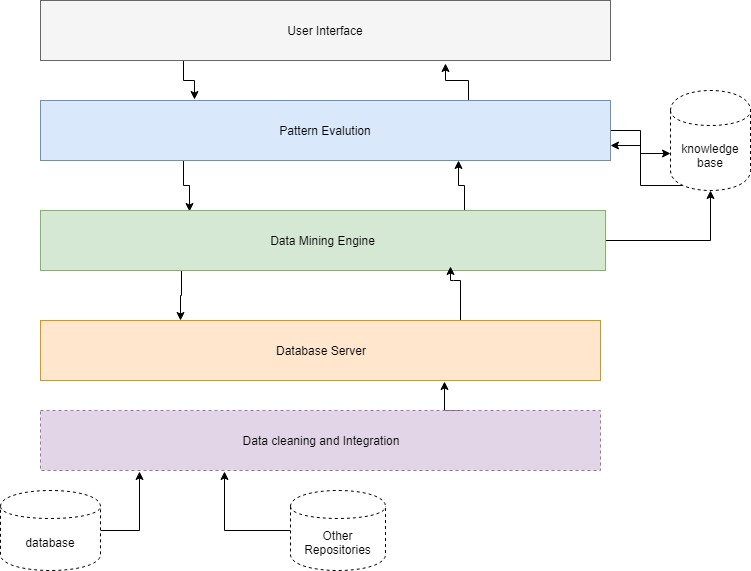 User Interface
Pattern Evalution
knowledge
base
Data Mining Engine
Database Server
Data cleaning and Integration
database
Other
Repositories